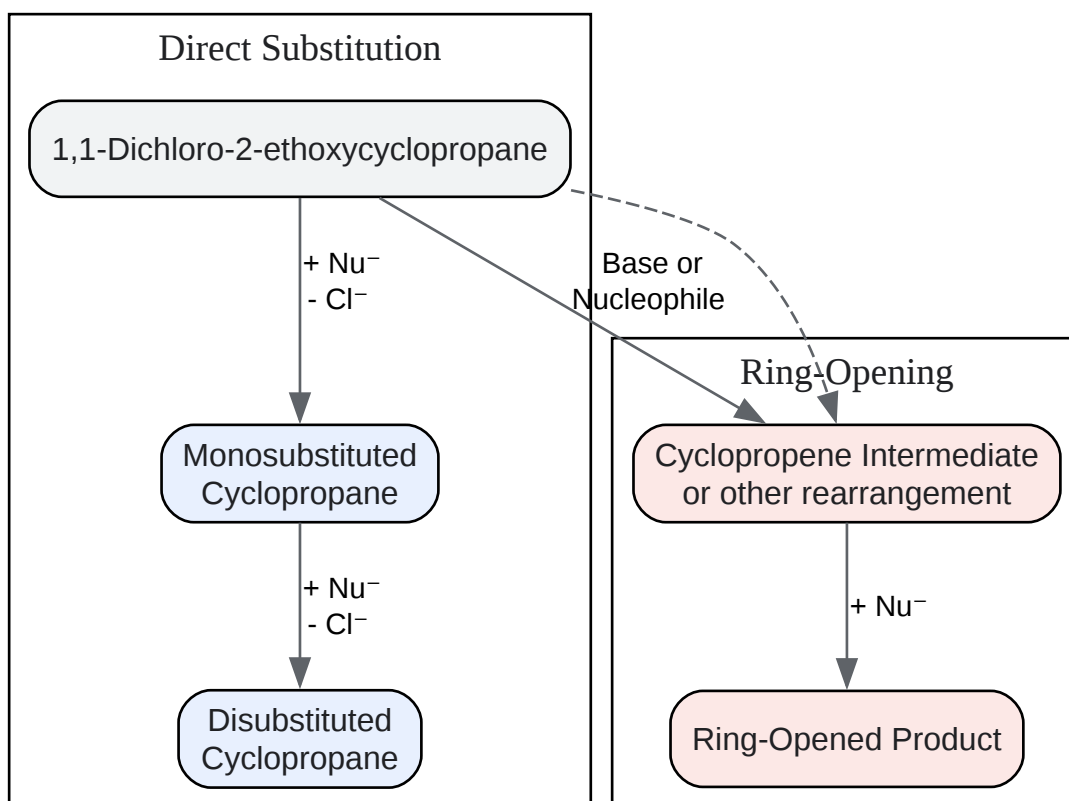 Direct Substitution
1,1-Dichloro-2-ethoxycyclopropane
+ Nu⁻
- Cl⁻
Base or
Nucleophile
Ring-Opening
Monosubstituted
Cyclopropane
Cyclopropene Intermediate
or other rearrangement
+ Nu⁻
- Cl⁻
+ Nu⁻
Disubstituted
Cyclopropane
Ring-Opened Product